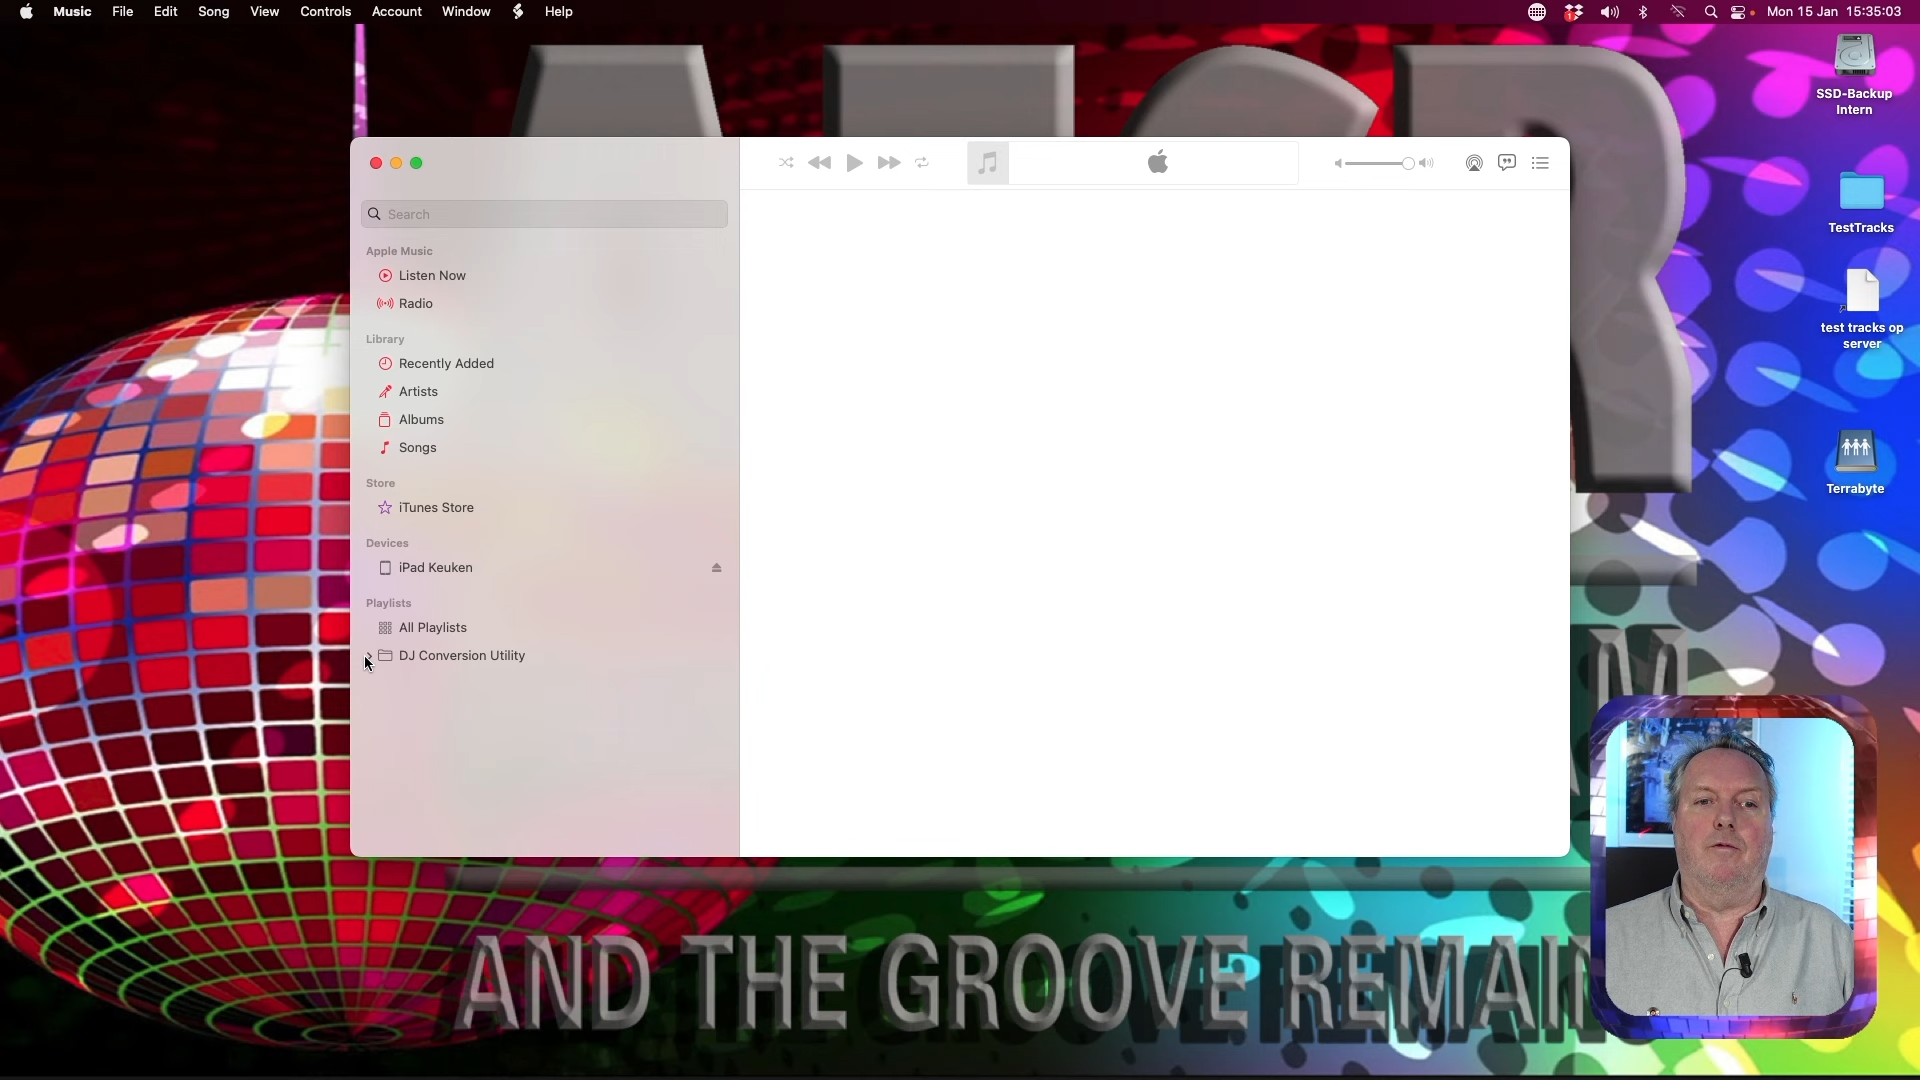 Music File Edit Song View Controls Account Window Help
Mon 15 Jan 15:35:03
SSD-Backup
Intern
TestTracks
test tracks op
server
Terrabyte
Search
Apple Music
Listen Now
Radio
Library
Recently Added
Artists
Albums
Songs
Store
iTunes Store
Devices
iPad Keuken
Playlists
All Playlists
DJ Conversion Utility
AND THE GROOVE REMAIN